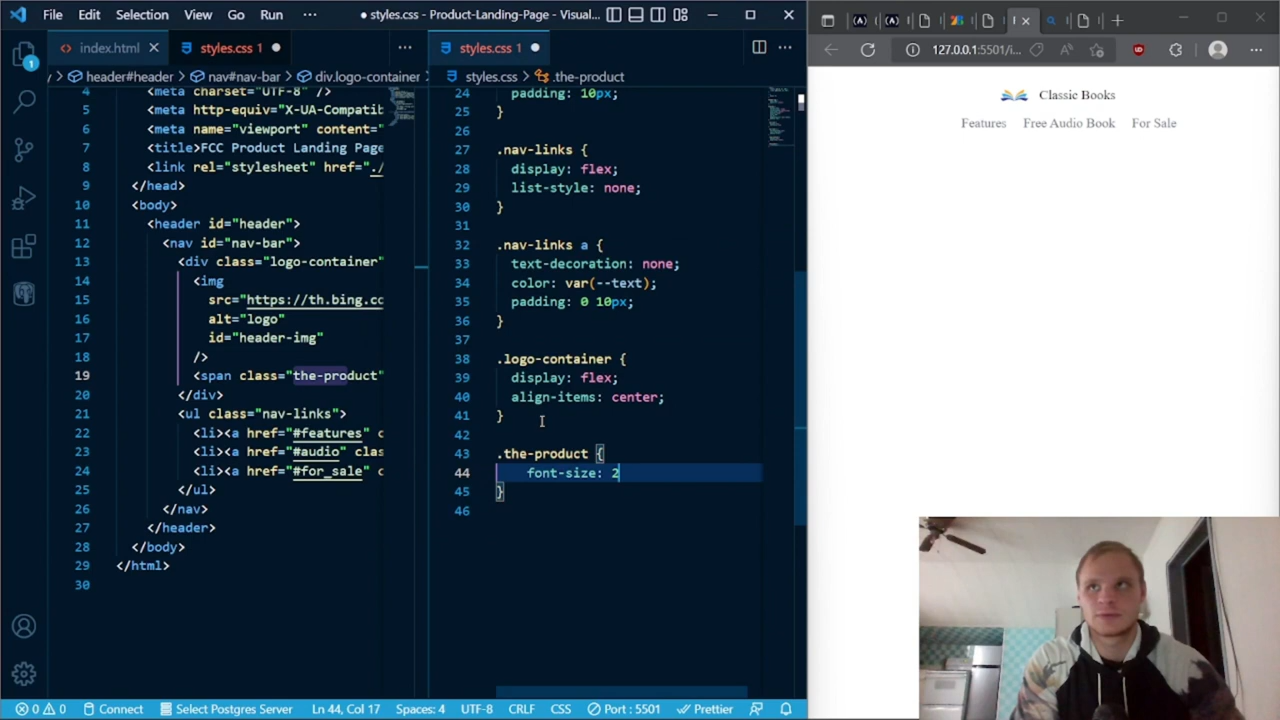 File Edit Selection View Go Run ··· styles.css - Product-Landing-Page - Visual...
index.html styles.css 1
header#header > nav#nav-bar > div.logo-container
4 <meta charset="UTF-8" />
5 <meta http-equiv="X-UA-Compatib
6 <meta name="viewport" content="
7 <title>FCC Product Landing Page
8 <link rel="stylesheet" href="./
9 </head>
10 <body>
11 <header id="header">
12 <nav id="nav-bar">
13 <div class="logo-container"
14 <img
15 src="https://th.bing.co
16 alt="logo"
17 id="header-img"
18 />
19 <span class="the-product"
20 </div>
21 <ul class="nav-links">
22 <li><a href="#features" c
23 <li><a href="#audio" clas
24 <li><a href="#for_sale" c
25 </ul>
26 </nav>
27 </header>
28 </body>
29 </html>
30
styles.css 1
styles.css > .the-product
24 padding: 10px;
25 }
26
27 .nav-links {
28 display: flex;
29 list-style: none;
30 }
31
32 .nav-links a {
33 text-decoration: none;
34 color: var(--text);
35 padding: 0 10px;
36 }
37
38 .logo-container {
39 display: flex;
40 align-items: center;
41 }
42
43 .the-product {
44 font-size: 2
45 }
46
1
0 0 Connect Select Postgres Server Ln 44, Col 17 Spaces: 4 UTF-8 CRLF CSS Port : 5501 Prettier
127.0.0.1:5501/i...
Classic Books
Features Free Audio Book For Sale